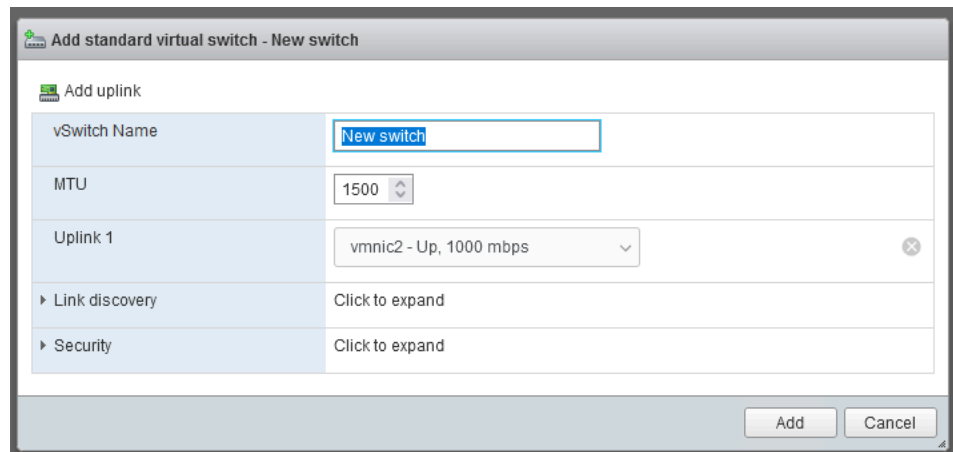 Add standard virtual switch - New switch
Add uplink
vSwitch Name
New switch
MTU
1500
Uplink 1
vmnic2 - Up, 1000 mbps
Link discovery
Click to expand
Security
Click to expand
Add
Cancel